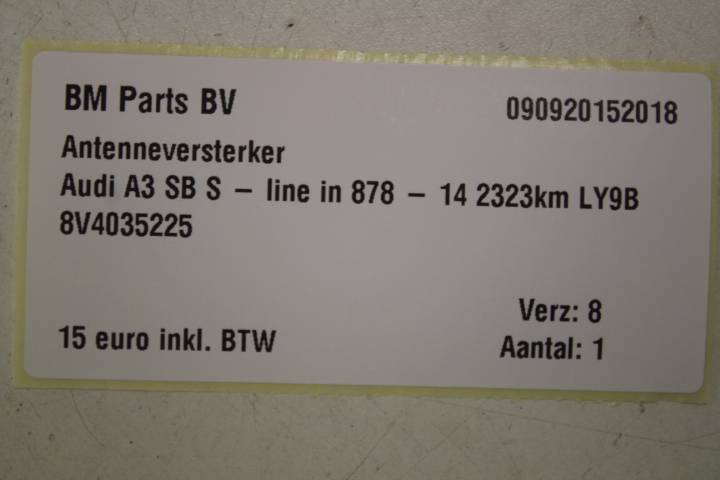 BM Parts BV 090920152018
Antenneversterker
Audi A3 SB S – line in 878 – 14 2323km LY9B
8V4035225
Verz: 8
15 euro inkl. BTW Aantal: 1